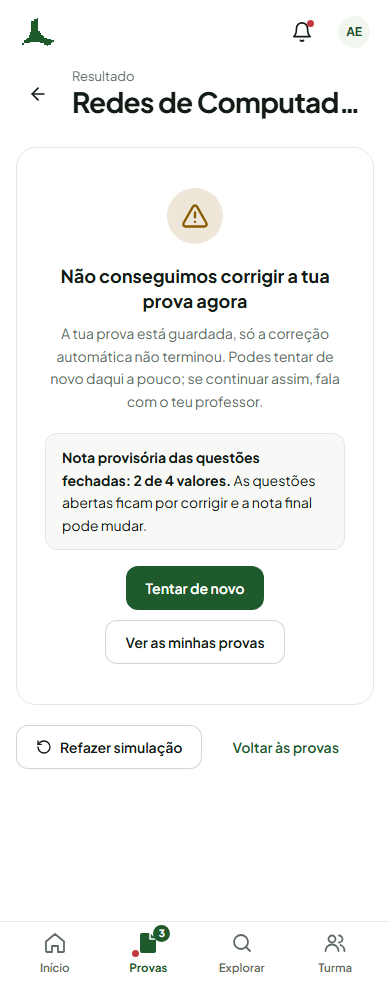 AE
Resultado
Redes de Computad...
Não conseguimos corrigir a tua
prova agora
A tua prova está guardada, só a correção
automática não terminou. Podes tentar de
novo daqui a pouco; se continuar assim, fala
com o teu professor.
Nota provisória das questões
fechadas: 2 de 4 valores. As questões
abertas ficam por corrigir e a nota final
pode mudar.
Tentar de novo
Ver as minhas provas
Refazer simulação
Voltar às provas
3
Início
Provas
Explorar
Turma